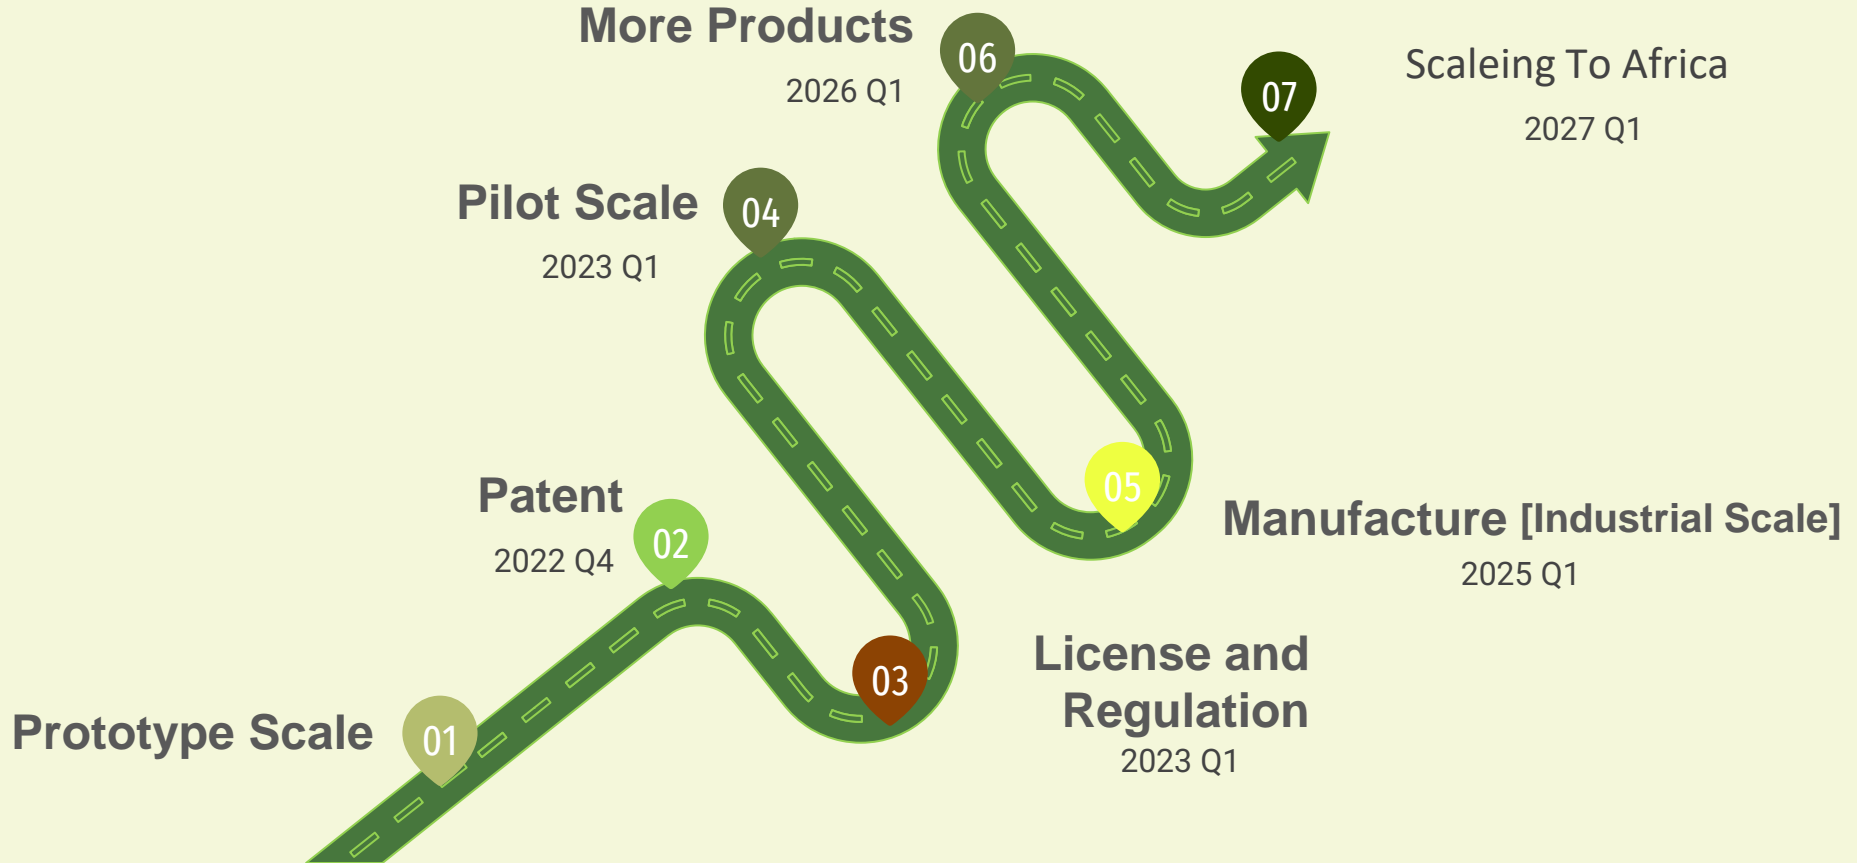 More Products
2026 Q1
06
07
Scaleing To Africa
2027 Q1
Pilot Scale
2023 Q1
04
Patent
2022 Q4
02
05
Manufacture [Industrial Scale]
2025 Q1
03
License and
Regulation
2023 Q1
Prototype Scale
01